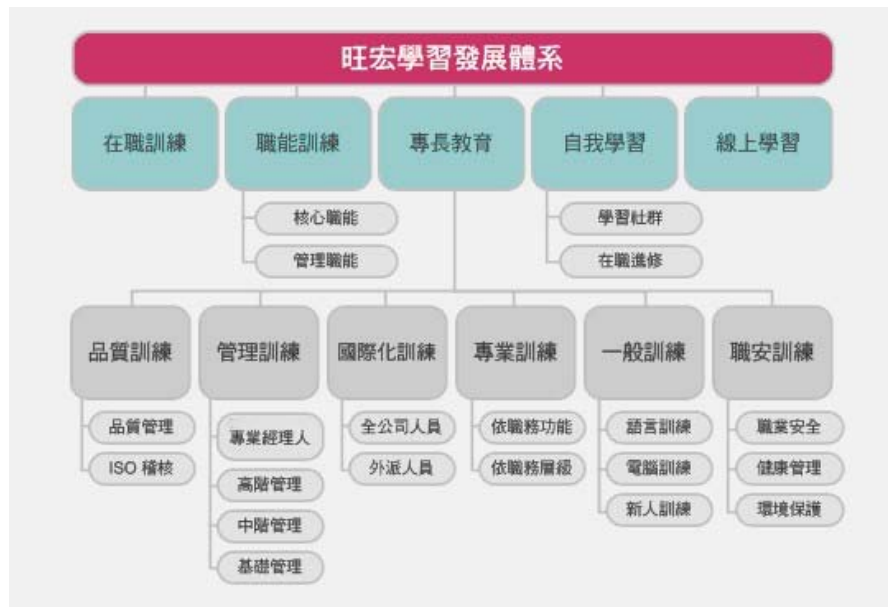 旺宏學習發展體系
在職訓練
職能訓練
專長教育
自我學習
線上學習
核心職能
管理職能
學習社群
在職進修
品質訓練
管理訓練
國際化訓練
專業訓練
一般訓練
職安訓練
品質管理
ISO 稽核
專業經理人
高階管理
中階管理
基礎管理
全公司人員
外派人員
依職務功能
依職務層級
語言訓練
電腦訓練
新人訓練
職業安全
健康管理
環境保護